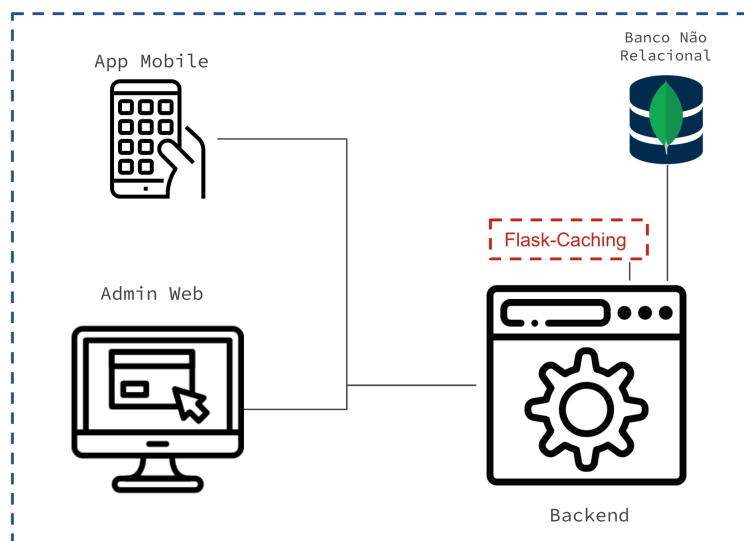 App Mobile
Banco Não
Relacional
Flask-Caching
Admin Web
Backend